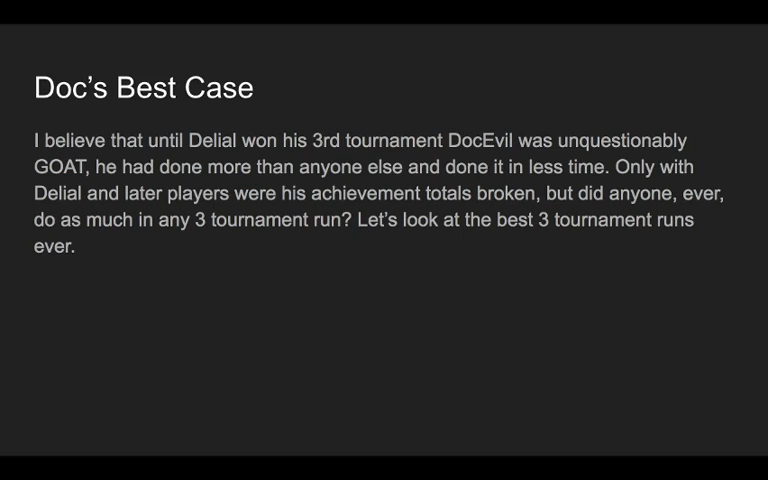 Doc’s Best Case
I believe that until Delial won his 3rd tournament DocEvil was unquestionably
GOAT, he had done more than anyone else and done it in less time. Only with
Delial and later players were his achievement totals broken, but did anyone, ever,
do as much in any 3 tournament run? Let’s look at the best 3 tournament runs
ever.